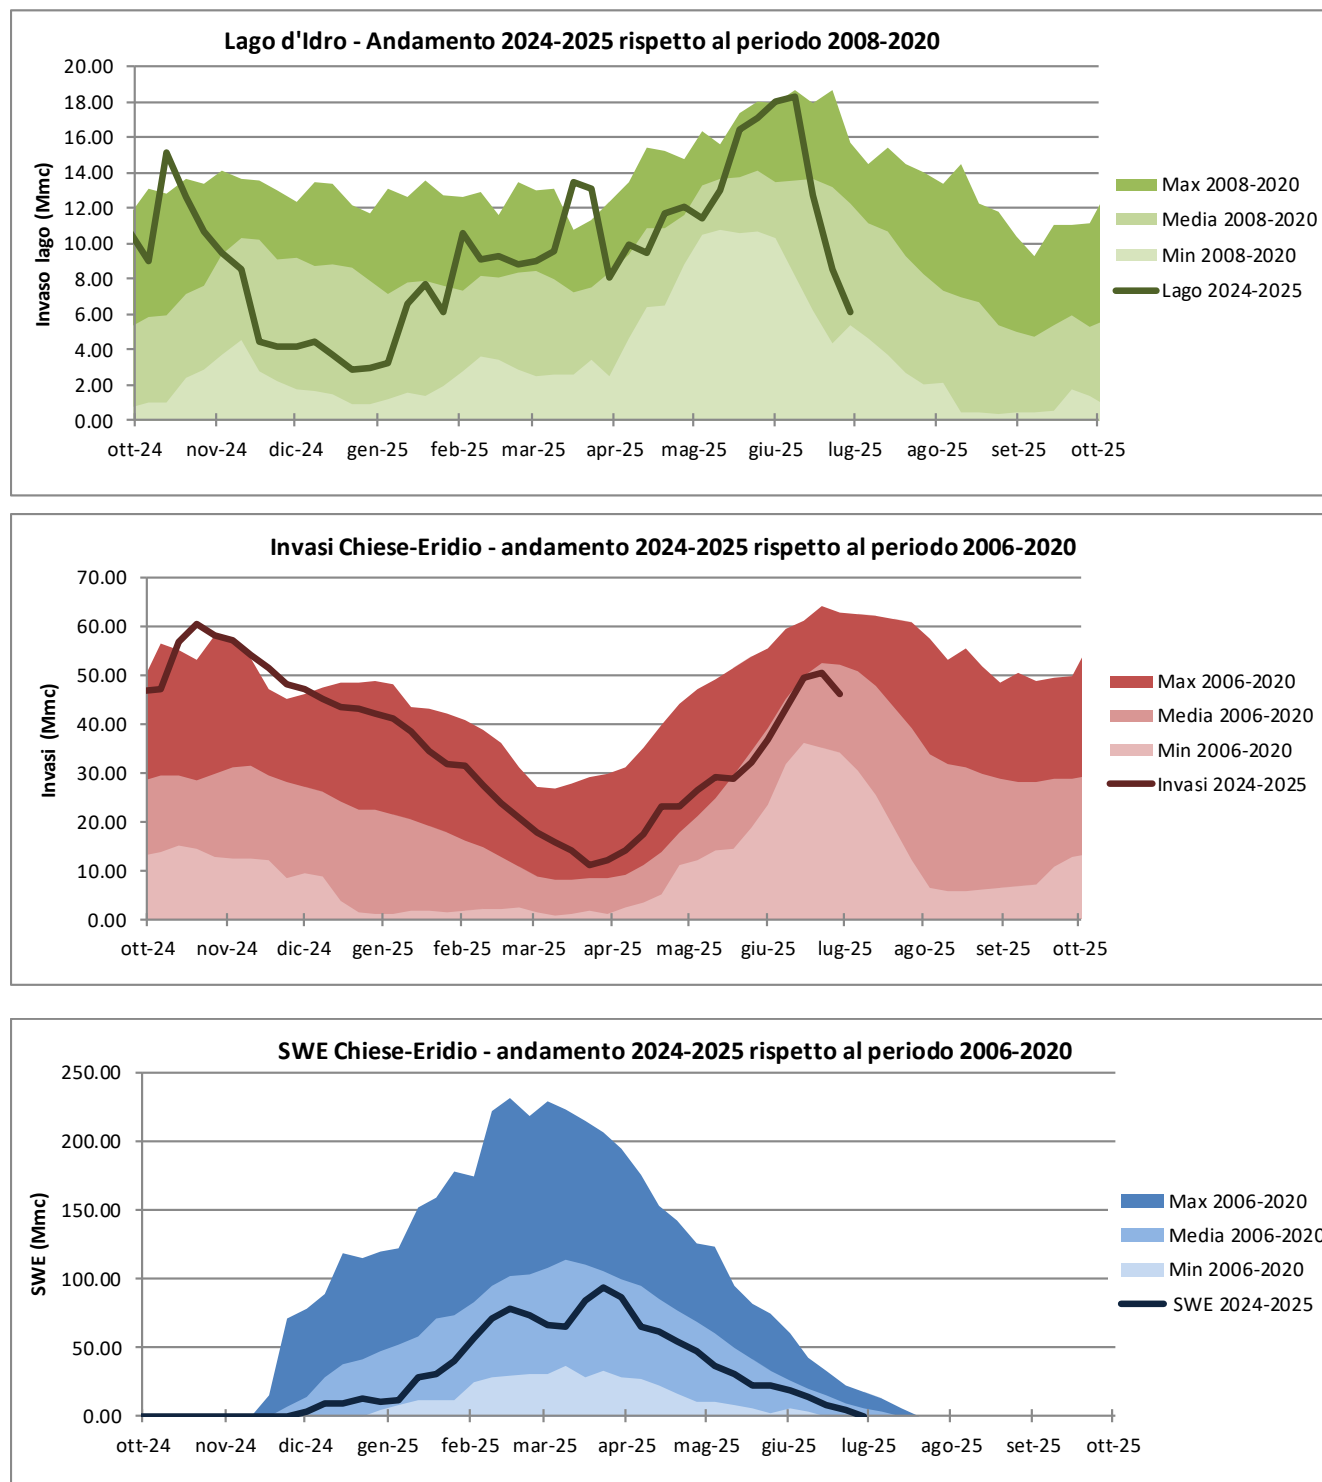 Lago d'Idro - Andamento 2024-2025 rispetto al periodo 2008-2020
20.00
18.00
16.00
14.00
12.00
10.00
8.00
6.00
4.00
2.00
0.00
Invaso lago (Mmc)
ott-24 nov-24 dic-24 gen-25 feb-25 mar-25 apr-25 mag-25 giu-25 lug-25 ago-25 set-25 ott-25
Max 2008-2020
Media 2008-2020
Min 2008-2020
Lago 2024-2025
Invasi Chiese-Eridio - andamento 2024-2025 rispetto al periodo 2006-2020
70.00
60.00
50.00
40.00
30.00
20.00
10.00
0.00
Invasi (Mmc)
ott-24 nov-24 dic-24 gen-25 feb-25 mar-25 apr-25 mag-25 giu-25 lug-25 ago-25 set-25 ott-25
Max 2006-2020
Media 2006-2020
Min 2006-2020
Invasi 2024-2025
SWE Chiese-Eridio - andamento 2024-2025 rispetto al periodo 2006-2020
250.00
200.00
150.00
100.00
50.00
0.00
SWE (Mmc)
ott-24 nov-24 dic-24 gen-25 feb-25 mar-25 apr-25 mag-25 giu-25 lug-25 ago-25 set-25 ott-25
Max 2006-2020
Media 2006-2020
Min 2006-2020
SWE 2024-2025